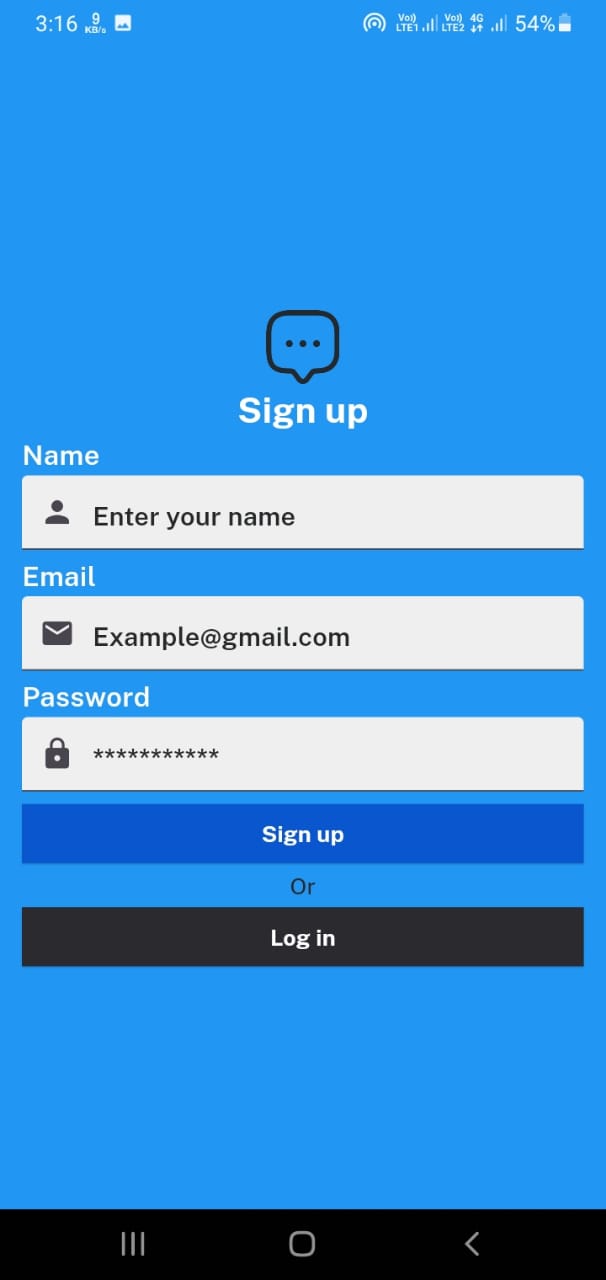 3:16 9 KB/s Vo)) LTE1 Vo)) LTE2 4G 54%
Sign up
Name
Enter your name
Email
Example@gmail.com
Password
***********
Sign up
Or
Log in